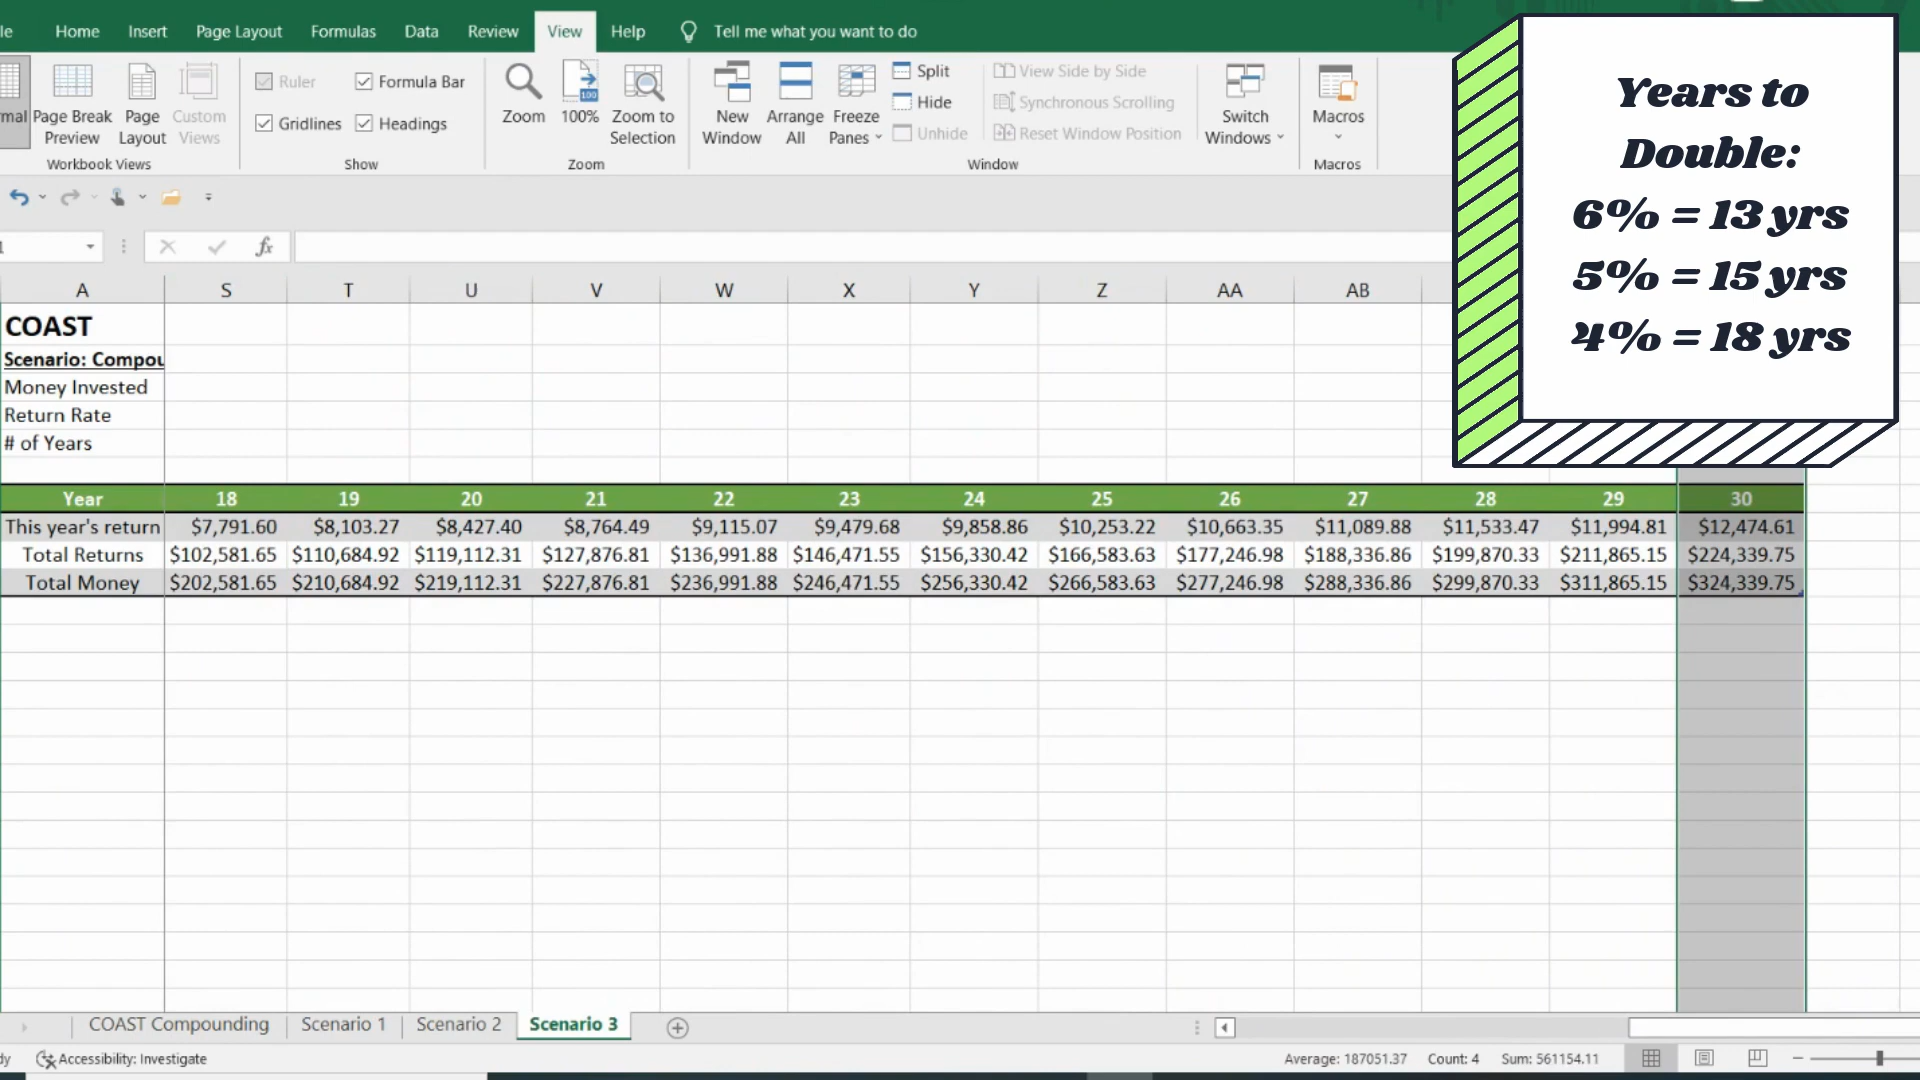 le Home Insert Page Layout Formulas Data Review View Help Tell me what you want to do
Ruler Formula Bar
Gridlines Headings
Show
mal Page Break Preview
Page Layout
Custom Views
Workbook Views
Zoom 100% Zoom to Selection
Zoom
New Window
Arrange All
Freeze Panes
Split
Hide
Unhide
View Side by Side
Synchronous Scrolling
Reset Window Position
Switch Windows
Window
Macros
Macros
Years to
Double:
6% = 13 yrs
5% = 15 yrs
4% = 18 yrs
fx
A S T U V W X Y Z AA AB
COAST
Scenario: Compou
Money Invested
Return Rate
# of Years
Year 18 19 20 21 22 23 24 25 26 27 28 29 30
This year's return $7,791.60 $8,103.27 $8,427.40 $8,764.49 $9,115.07 $9,479.68 $9,858.86 $10,253.22 $10,663.35 $11,089.88 $11,533.47 $11,994.81 $12,474.61
Total Returns $102,581.65 $110,684.92 $119,112.31 $127,876.81 $136,991.88 $146,471.55 $156,330.42 $166,583.63 $177,246.98 $188,336.86 $199,870.33 $211,865.15 $224,339.75
Total Money $202,581.65 $210,684.92 $219,112.31 $227,876.81 $236,991.88 $246,471.55 $256,330.42 $266,583.63 $277,246.98 $288,336.86 $299,870.33 $311,865.15 $324,339.75
COAST Compounding Scenario 1 Scenario 2 Scenario 3
dy Accessibility: Investigate Average: 187051.37 Count: 4 Sum: 561154.11